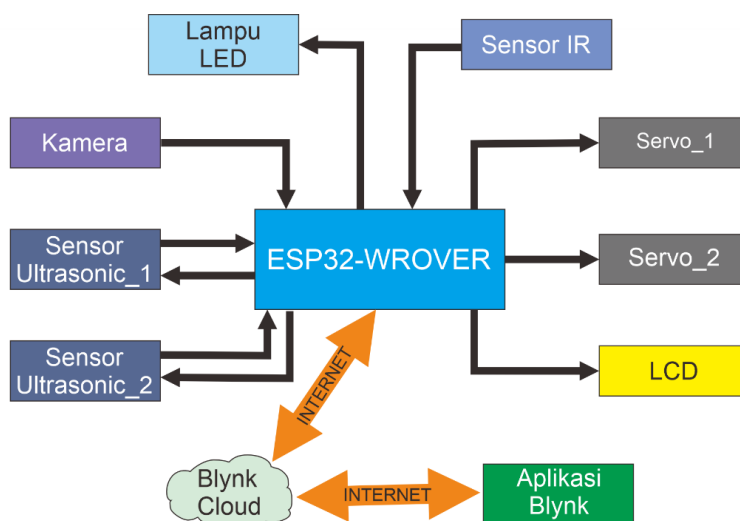 Lampu
LED
Sensor IR
Kamera
Servo_1
Sensor
Ultrasonic_1
ESP32-WROVER
Servo_2
Sensor
Ultrasonic_2
LCD
INTERNET
Blynk
Cloud
INTERNET
Aplikasi
Blynk